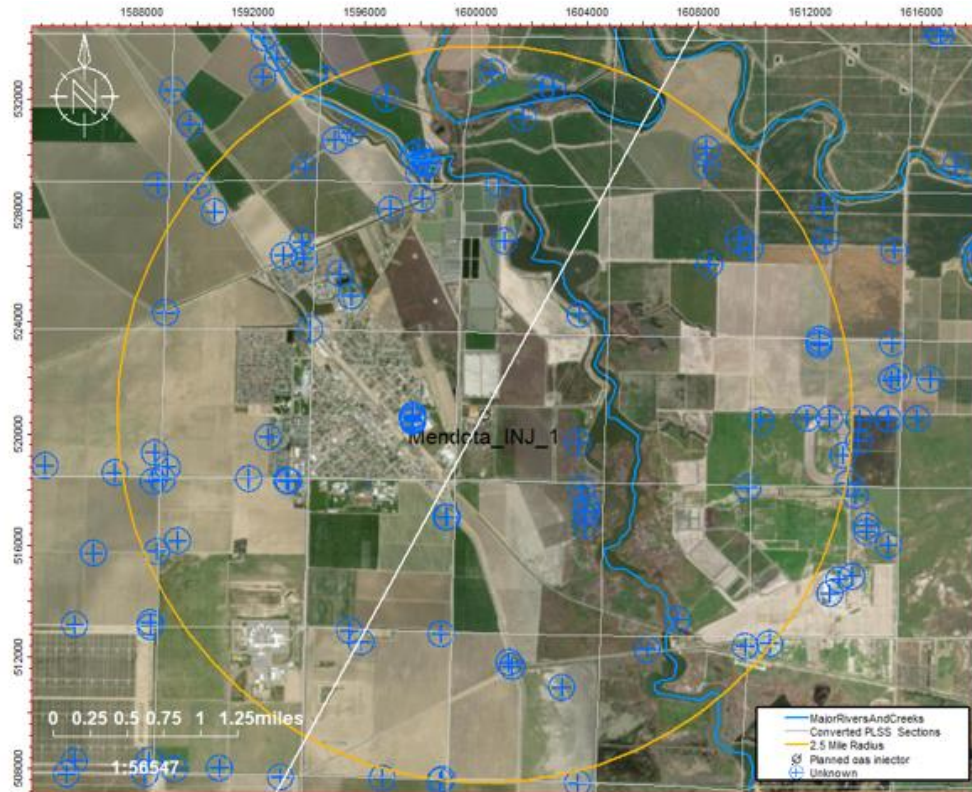 1588000 1592000 1596000 1600000 1604000 1608000 1612000 1616000
532000
528000
524000
520000
516000
512000
508000
N
Mendota_INJ_1
0 0.25 0.5 0.75 1 1.25miles
1:56547
MajorRiversAndCreeks
Converted PLSS Sections
2.5 Mile Radius
Planned gas injector
Unknown